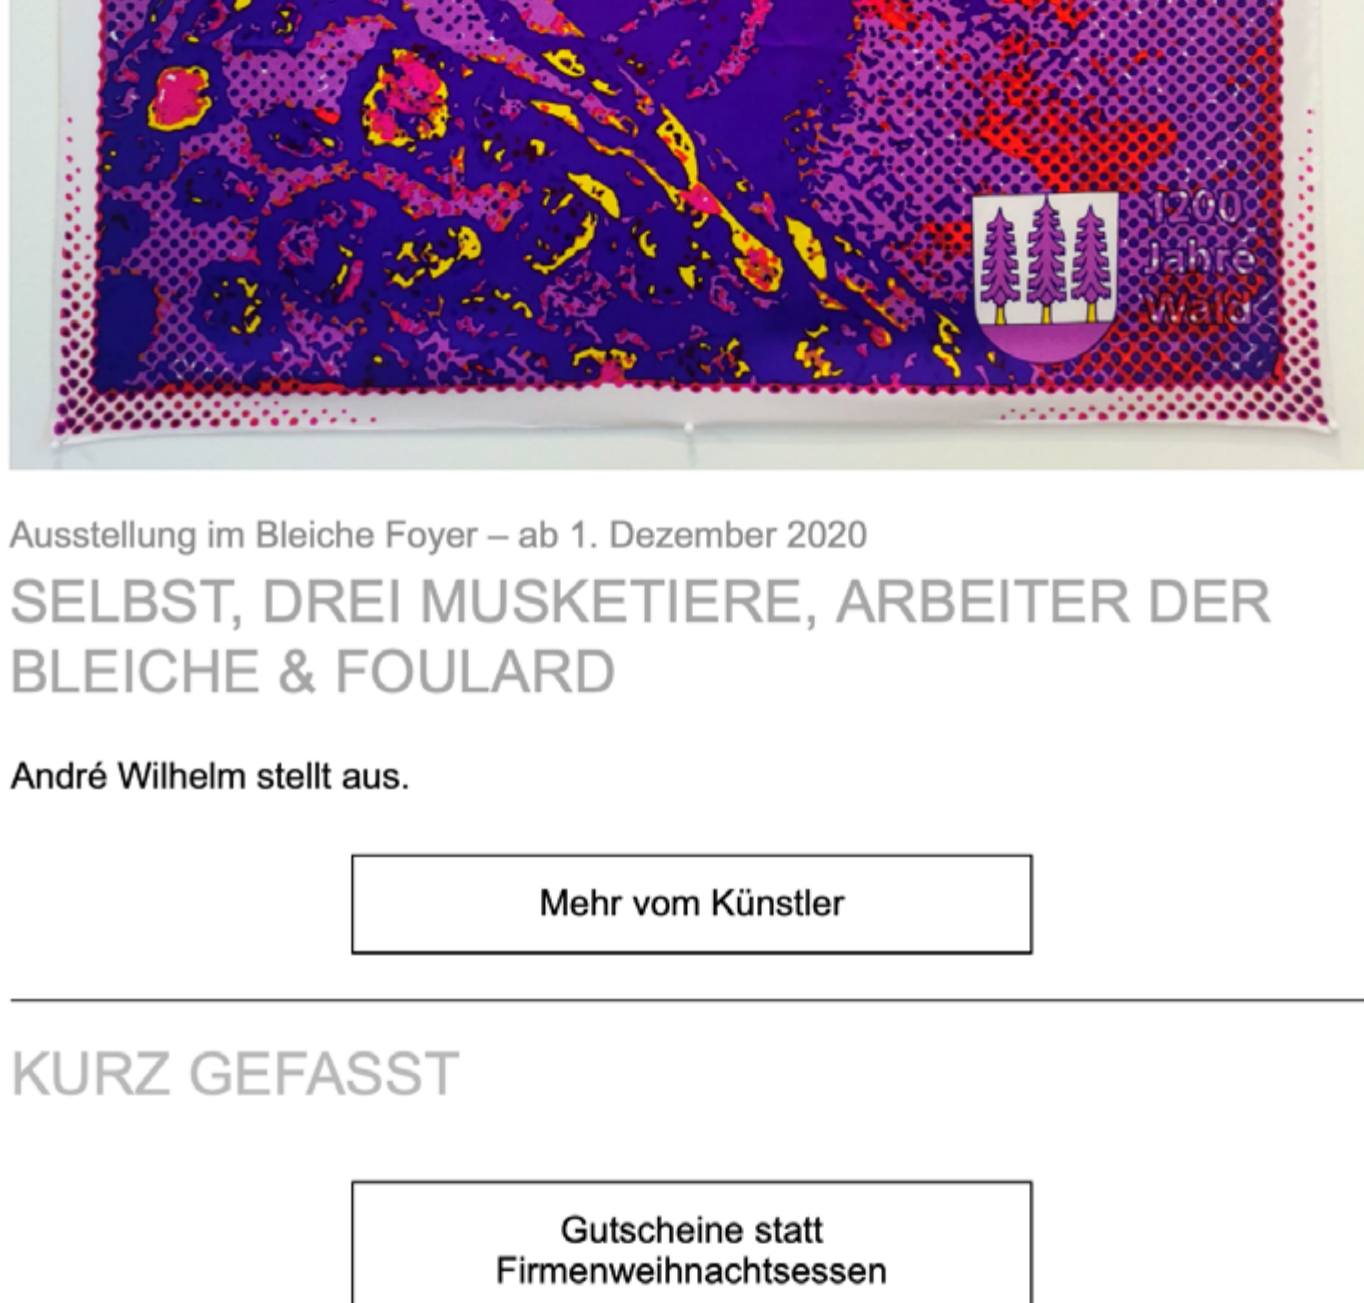 1200
Jahre
Wald
Ausstellung im Bleiche Foyer – ab 1. Dezember 2020
SELBST, DREI MUSKETIERE, ARBEITER DER
BLEICHE & FOULARD
André Wilhelm stellt aus.
Mehr vom Künstler
KURZ GEFASST
Gutscheine statt
Firmenweihnachtsessen